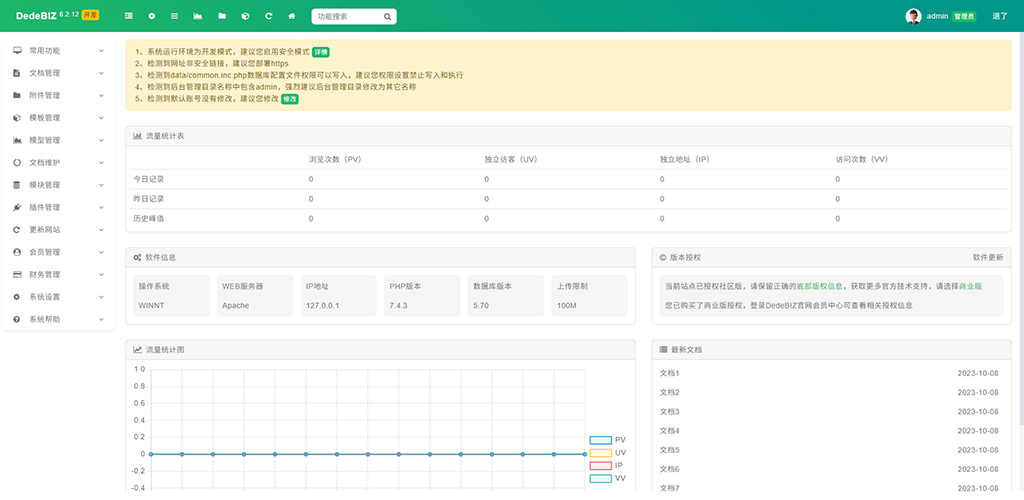 DedeBIZ 6.2.12 开发
功能搜索
admin 管理员 退了
常用功能
文档管理
附件管理
模板管理
模型管理
文档维护
模块管理
插件管理
更新网站
会员管理
财务管理
系统设置
系统帮助
1、系统运行环境为开发模式，建议您启用安全模式 详情
2、检测到网址非安全链接，建议您部署https
3、检测到data/common.inc.php数据库配置文件权限可以写入，建议您权限设置禁止写入和执行
4、检测到后台管理目录名称中包含admin，强烈建议后台管理目录修改为其它名称
5、检测到默认账号没有修改，建议您修改 修改
流量统计表
浏览次数（PV） 独立访客（UV） 独立地址（IP） 访问次数（VV）
今日记录 0 0 0 0
昨日记录 0 0 0 0
历史峰值 0 0 0 0
软件信息
操作系统 WEB服务器 IP地址 PHP版本 数据库版本 上传限制
WINNT Apache 127.0.0.1 7.4.3 5.70 100M
版本授权 软件更新
当前站点已授权社区版，请保留正确的底部版权信息，获取更多官方技术支持，请选择商业版
您已购买了商业版授权，登录DedeBIZ官网会员中心可查看相关授权信息
流量统计图
1.0
0.8
0.6
0.4
0.2
0
-0.2
-0.4
PV
UV
IP
VV
最新文档
文档1 2023-10-08
文档2 2023-10-08
文档3 2023-10-08
文档4 2023-10-08
文档5 2023-10-08
文档6 2023-10-08
文档7 2023-10-08